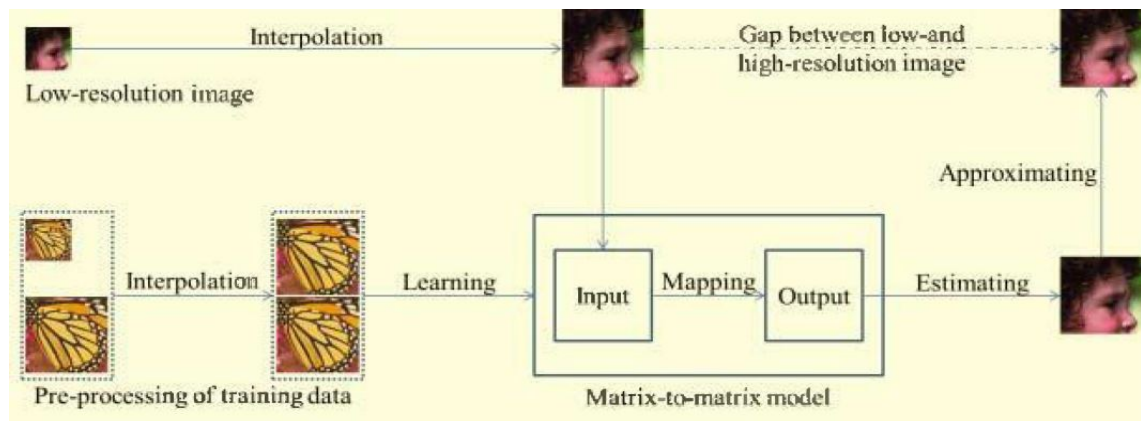 Interpolation
Gap between low-and
high-resolution image
Low-resolution image
Approximating
Interpolation
Learning
Input
Mapping
Output
Estimating
Pre-processing of training data
Matrix-to-matrix model